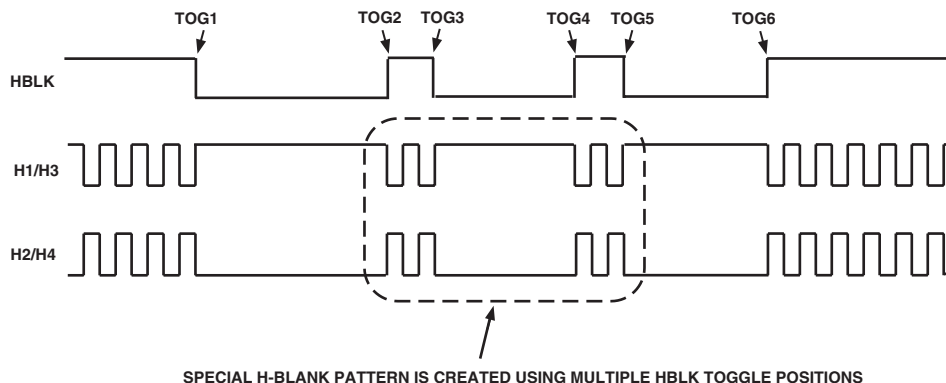 TOG1 TOG2 TOG3 TOG4 TOG5 TOG6
HBLK
H1/H3
H2/H4
SPECIAL H-BLANK PATTERN IS CREATED USING MULTIPLE HBLK TOGGLE POSITIONS